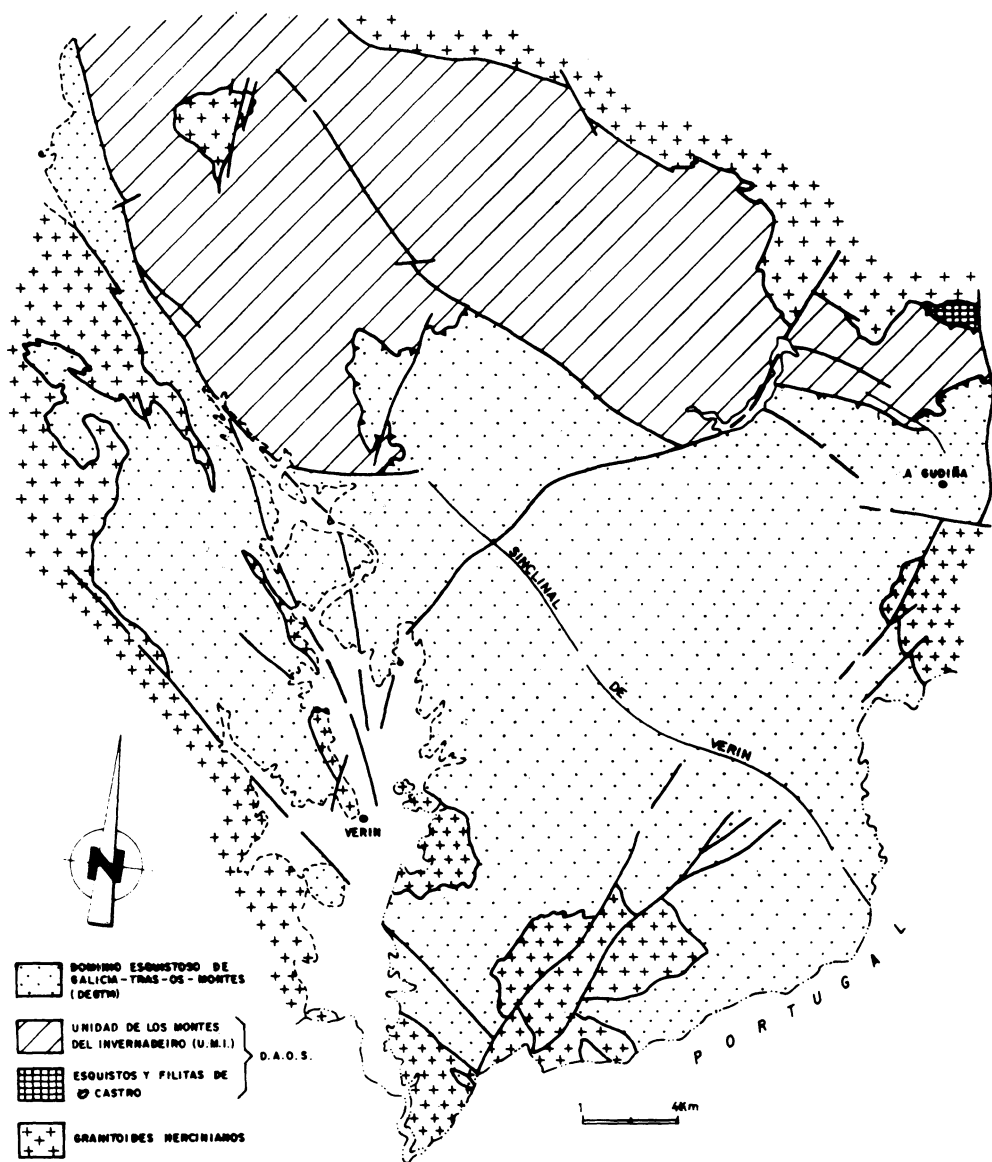 A GUDIÑA
SINCLINAL
DE
VERIN
VERIN
N
PORTUGAL
DOMINIO ESQUISTOSO DE
GALICIA-TRAS-OS-MONTES
(DEGTM)
UNIDAD DE LOS MONTES
DEL INVERNADEIRO (U.M.I.)
D.A.O.S.
ESQUISTOS Y FILITAS DE
O CASTRO
GRANITOIDES HERCINIANOS
1 4Km